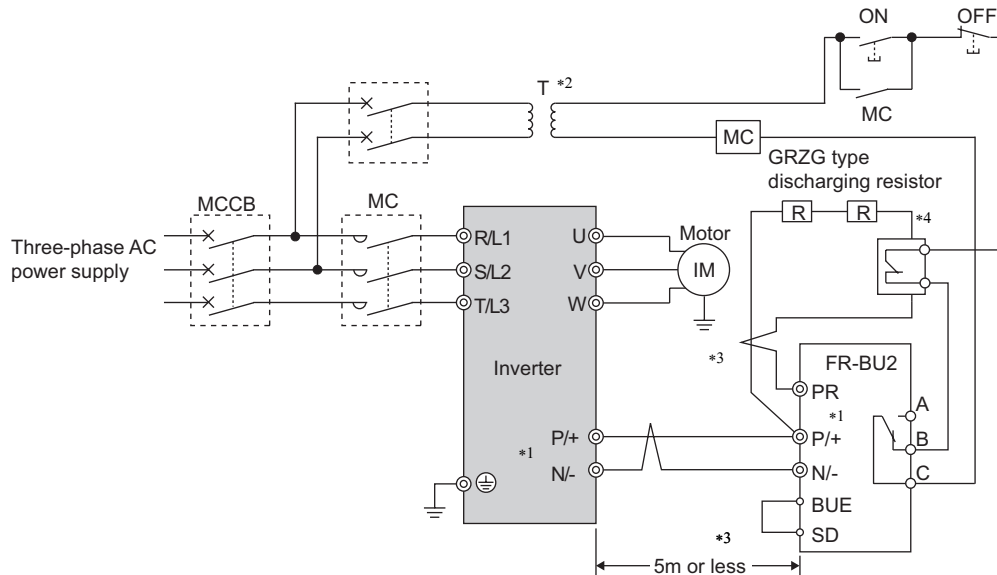 ON
OFF
T *2
MC
MC
GRZG type
discharging resistor
R
R
*4
MCCB
MC
Three-phase AC
power supply
R/L1
S/L2
T/L3
U
V
W
Motor
IM
Inverter
*3
FR-BU2
PR
*1
P/+
N/-
*1
P/+
N/-
BUE
SD
A
B
C
*3
5m or less